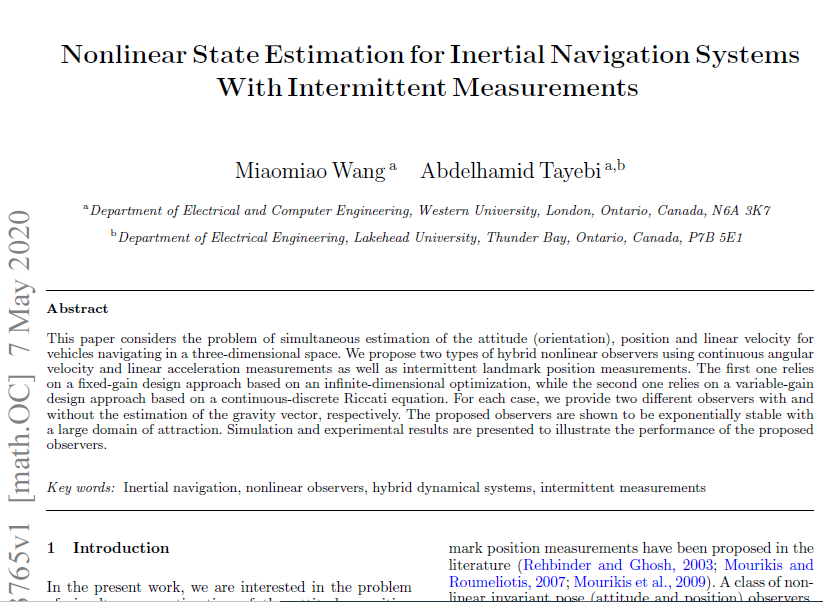 Nonlinear State Estimation for Inertial Navigation Systems
With Intermittent Measurements
Miaomiao Wang a Abdelhamid Tayebi a,b
a Department of Electrical and Computer Engineering, Western University, London, Ontario, Canada, N6A 3K7
b Department of Electrical Engineering, Lakehead University, Thunder Bay, Ontario, Canada, P7B 5E1
Abstract
This paper considers the problem of simultaneous estimation of the attitude (orientation), position and linear velocity for
vehicles navigating in a three-dimensional space. We propose two types of hybrid nonlinear observers using continuous angular
velocity and linear acceleration measurements as well as intermittent landmark position measurements. The first one relies
on a fixed-gain design approach based on an infinite-dimensional optimization, while the second one relies on a variable-gain
design approach based on a continuous-discrete Riccati equation. For each case, we provide two different observers with and
without the estimation of the gravity vector, respectively. The proposed observers are shown to be exponentially stable with
a large domain of attraction. Simulation and experimental results are presented to illustrate the performance of the proposed
observers.
Key words: Inertial navigation, nonlinear observers, hybrid dynamical systems, intermittent measurements
1 Introduction
In the present work, we are interested in the problem
mark position measurements have been proposed in the
literature (Rehbinder and Ghosh, 2003; Mourikis and
Roumeliotis, 2007; Mourikis et al., 2009). A class of non-
linear invariant pose (attitude and position) observers,
8765v1 [math.OC] 7 May 2020